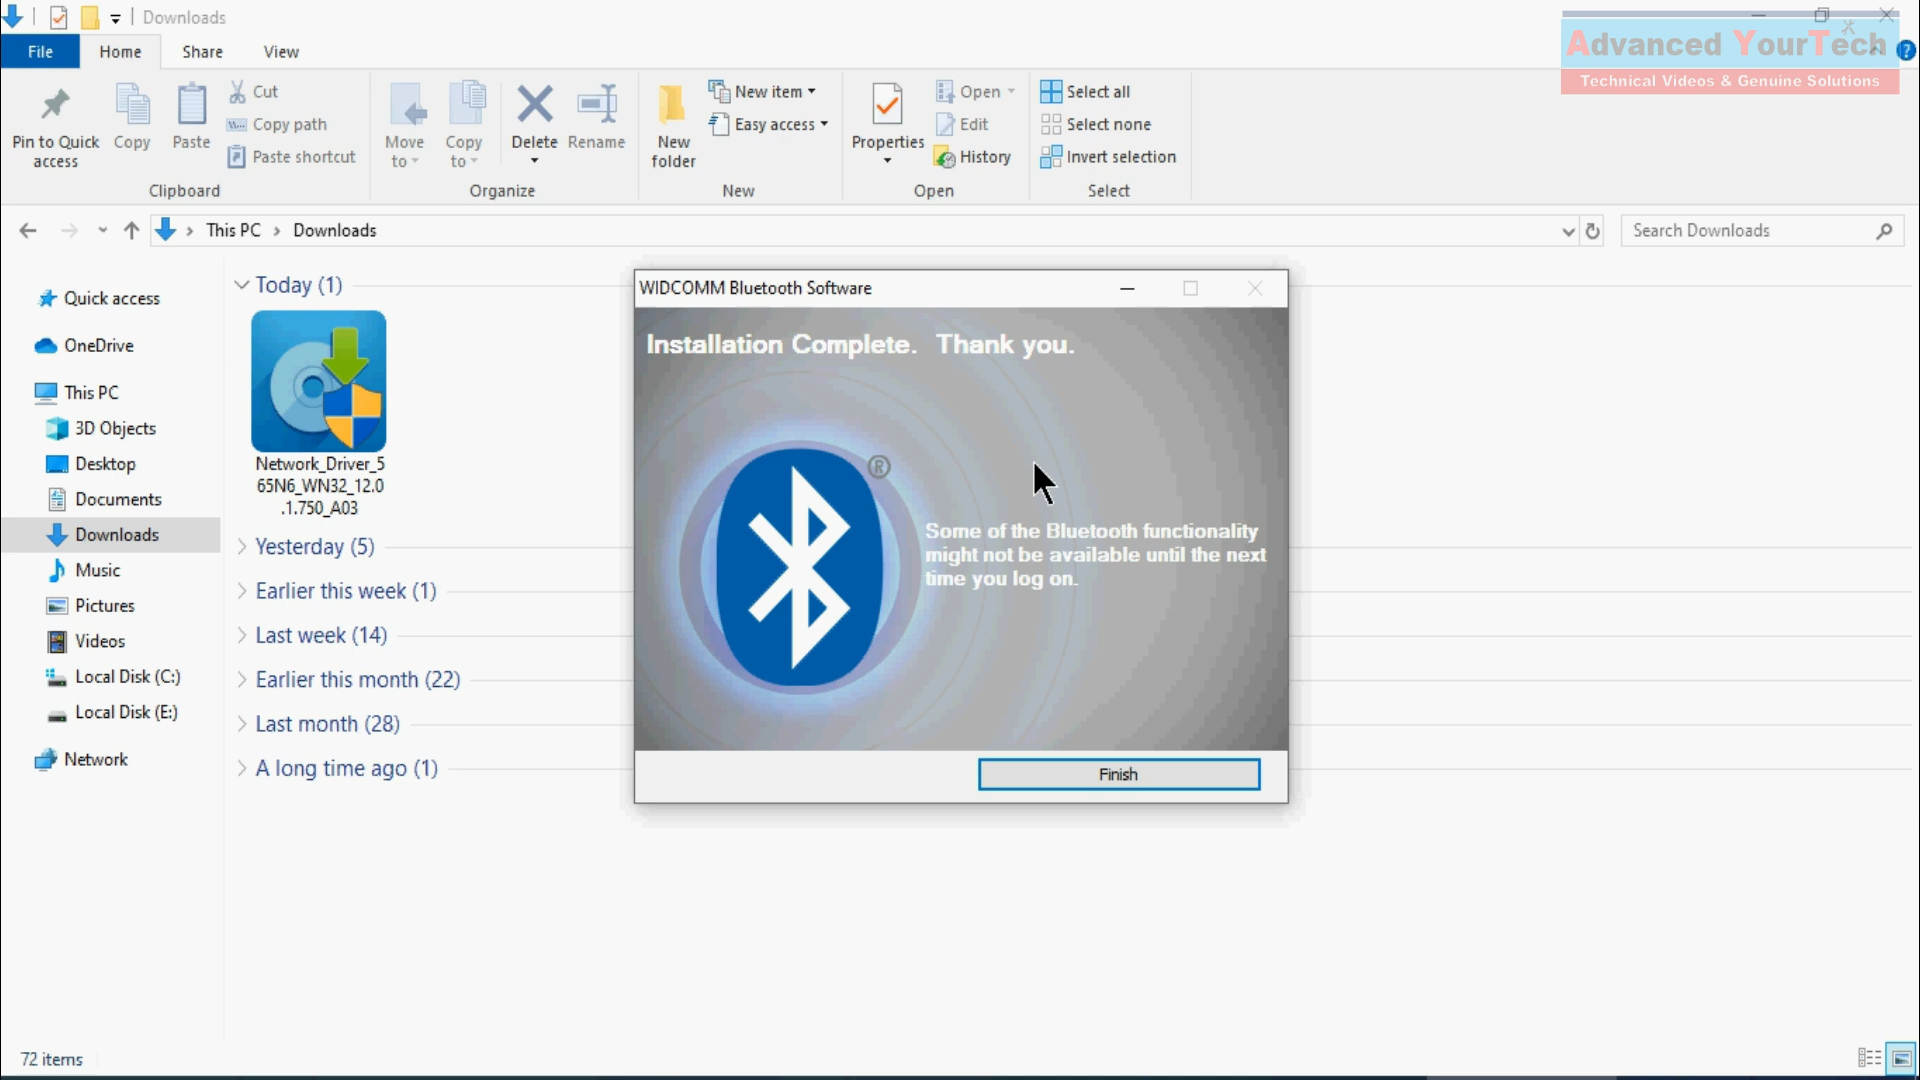 Downloads
Advanced YourTech
Technical Videos & Genuine Solutions
File Home Share View
Pin to Quick access
Copy
Paste
Cut
Copy path
Paste shortcut
Clipboard
Move to
Copy to
Delete
Rename
Organize
New folder
New item
Easy access
New
Properties
Open
Edit
History
Open
Select all
Select none
Invert selection
Select
This PC Downloads
Search Downloads
Quick access
OneDrive
This PC
3D Objects
Desktop
Documents
Downloads
Music
Pictures
Videos
Local Disk (C:)
Local Disk (E:)
Network
Today (1)
Network_Driver_5
65N6_WN32_12.0
.1.750_A03
Yesterday (5)
Earlier this week (1)
Last week (14)
Earlier this month (22)
Last month (28)
A long time ago (1)
WIDCOMM Bluetooth Software
Installation Complete. Thank you.
®
Some of the Bluetooth functionality
might not be available until the next
time you log on.
Finish
72 items